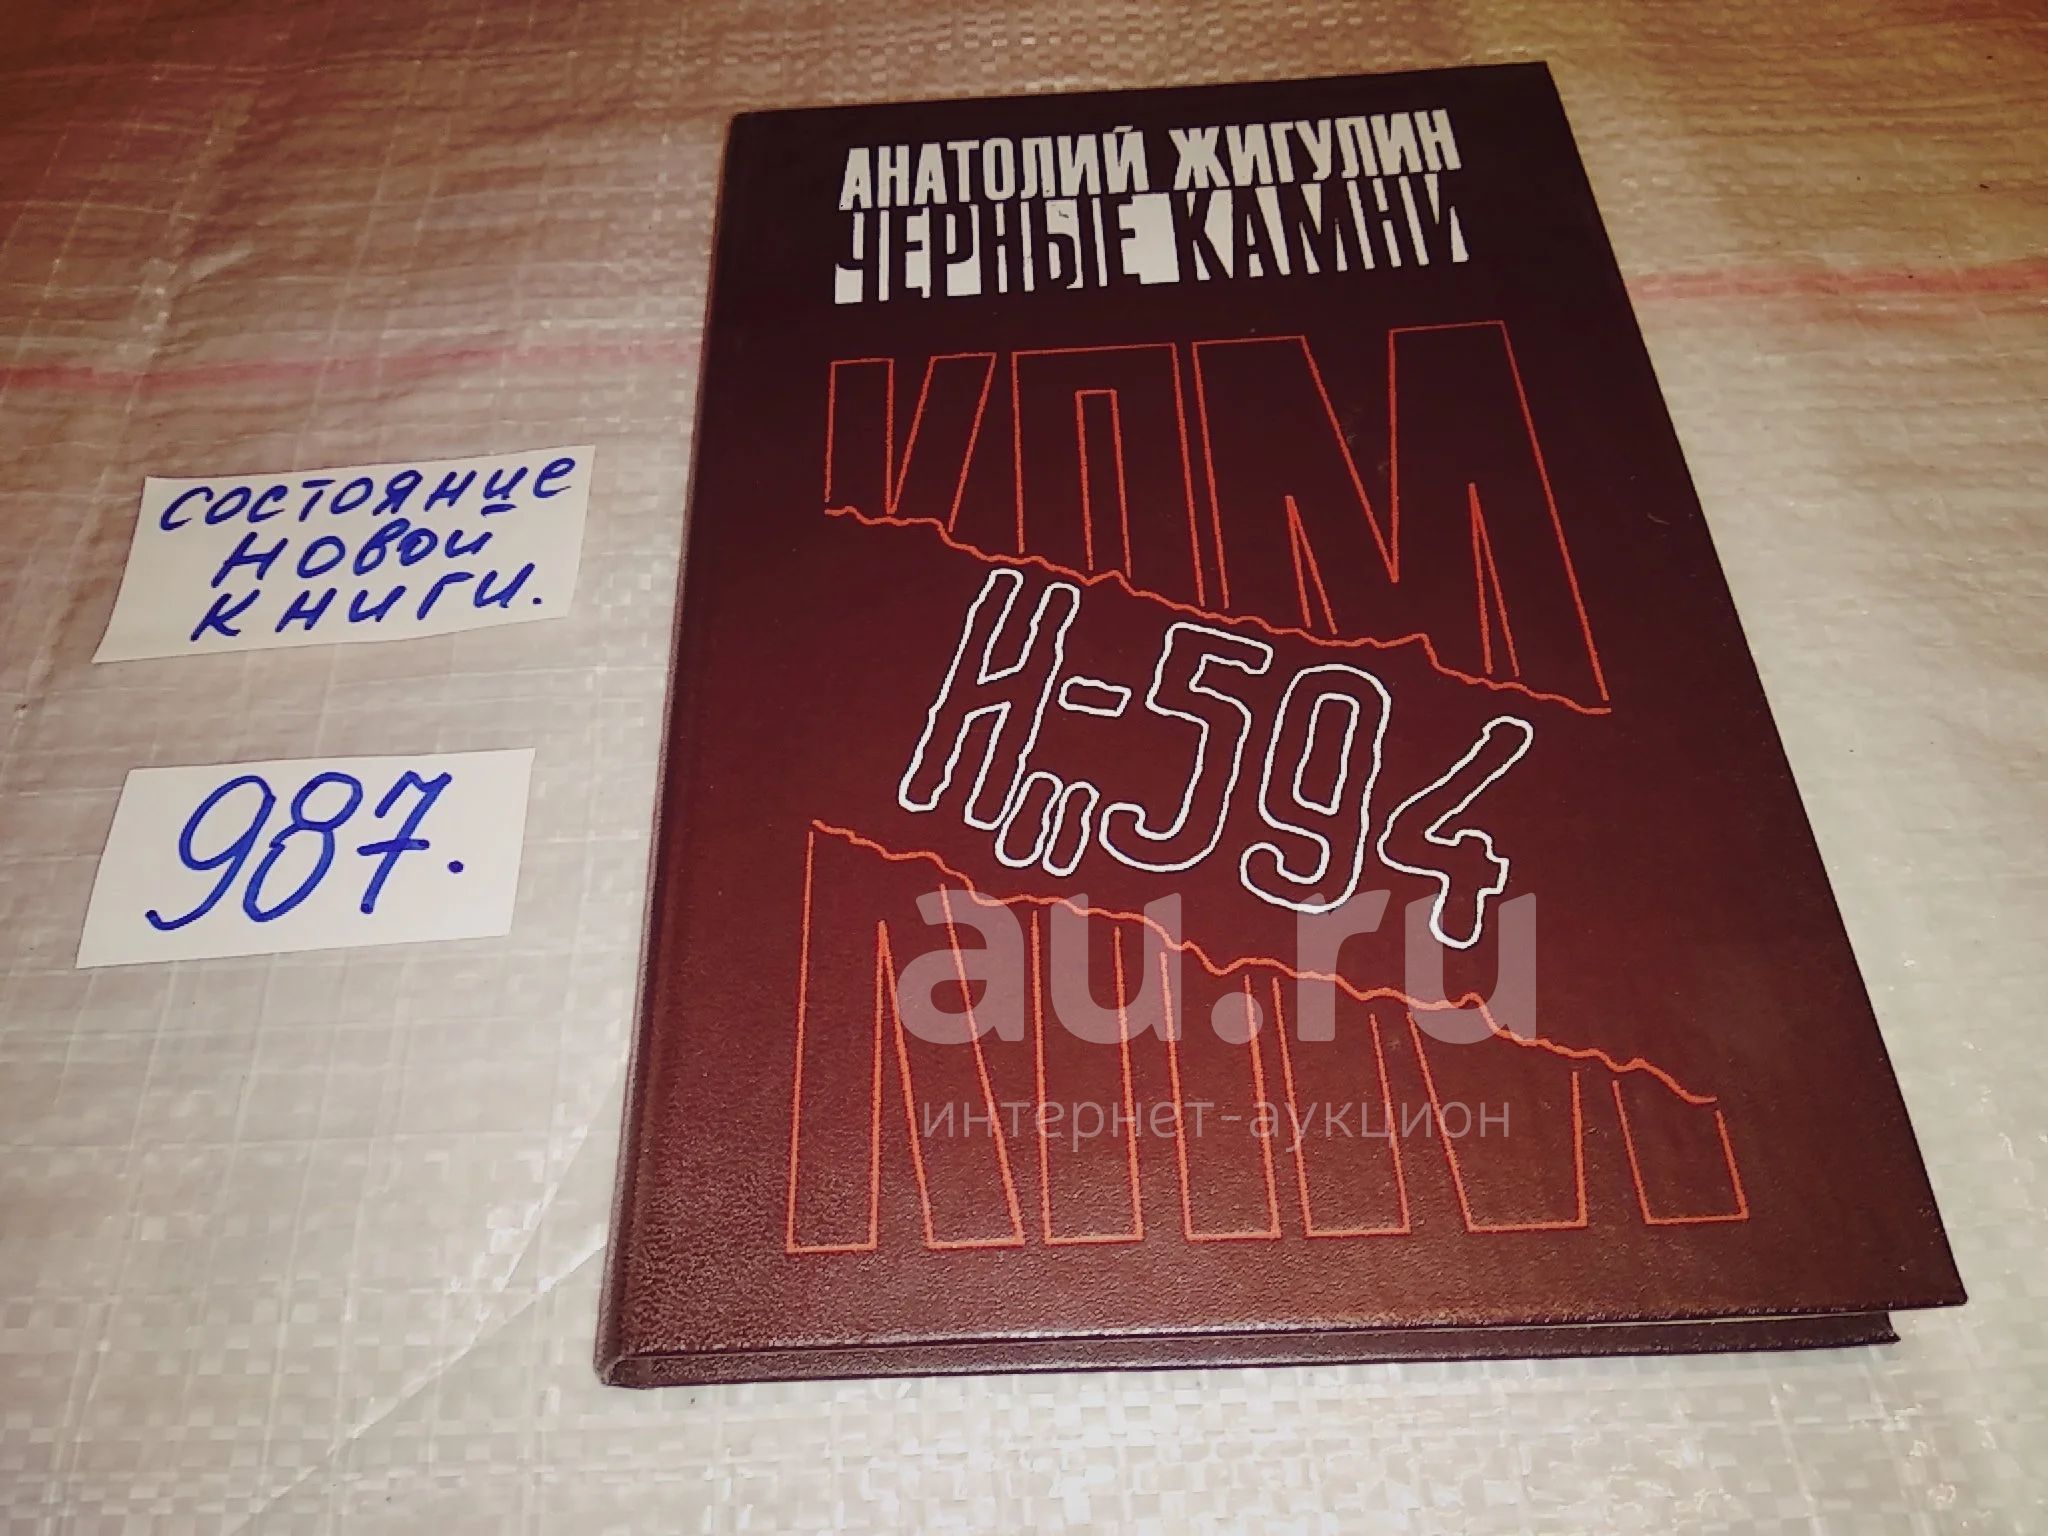 АНАТОЛИЙ ЖИГУЛИН
ЧЕРНЫЕ КАМНИ
КПМ
Н-594
"
состояние
новой
книги.
987.
au.ru
интернет-аукцион